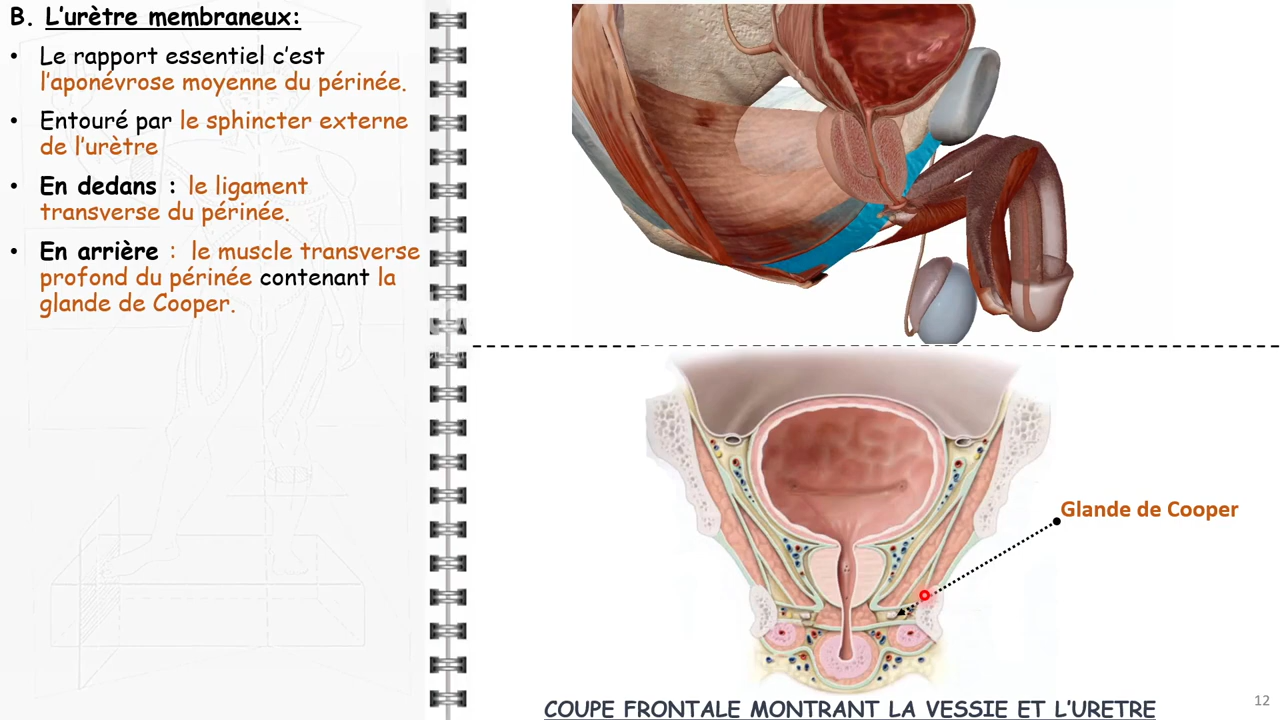 B. L'urètre membraneux:
• Le rapport essentiel c'est
l'aponévrose moyenne du périnée.
• Entouré par le sphincter externe
de l'urètre
• En dedans : le ligament
transverse du périnée.
• En arrière : le muscle transverse
profond du périnée contenant la
glande de Cooper.
Glande de Cooper
COUPE FRONTALE MONTRANT LA VESSIE ET L'URETRE
12